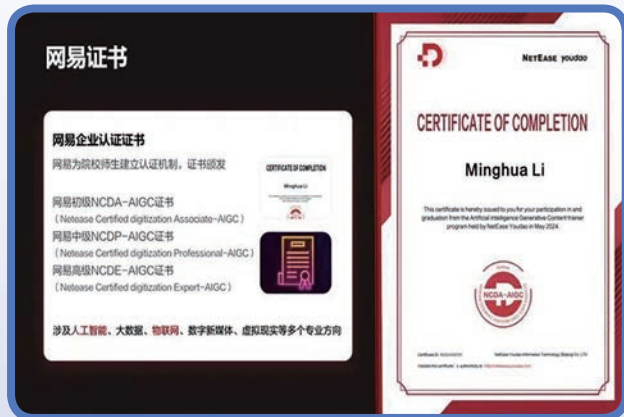 网易证书
网易企业认证证书
网易为院校师生建立认证机制，证书颁发
网易初级NCDA-AIGC证书
（Netease Certified digitization Associate-AIGC）
网易中级NCDP-AIGC证书
（Netease Certified digitization Professional-AIGC）
网易高级NCDE-AIGC证书
（Netease Certified digitization Expert-AIGC）
涉及人工智能、大数据、物联网、数字新媒体、虚拟现实等多个专业方向
CERTIFICATE OF COMPLETION
Minghua Li
NETEASE youdao
CERTIFICATE OF COMPLETION
Minghua Li
This certificate is hereby issued to you for your participation in and
graduation from the Artificial Intelligence Generative Content trainer
program held by NetEase Youdao in May 2024.
NCDA-AIGC